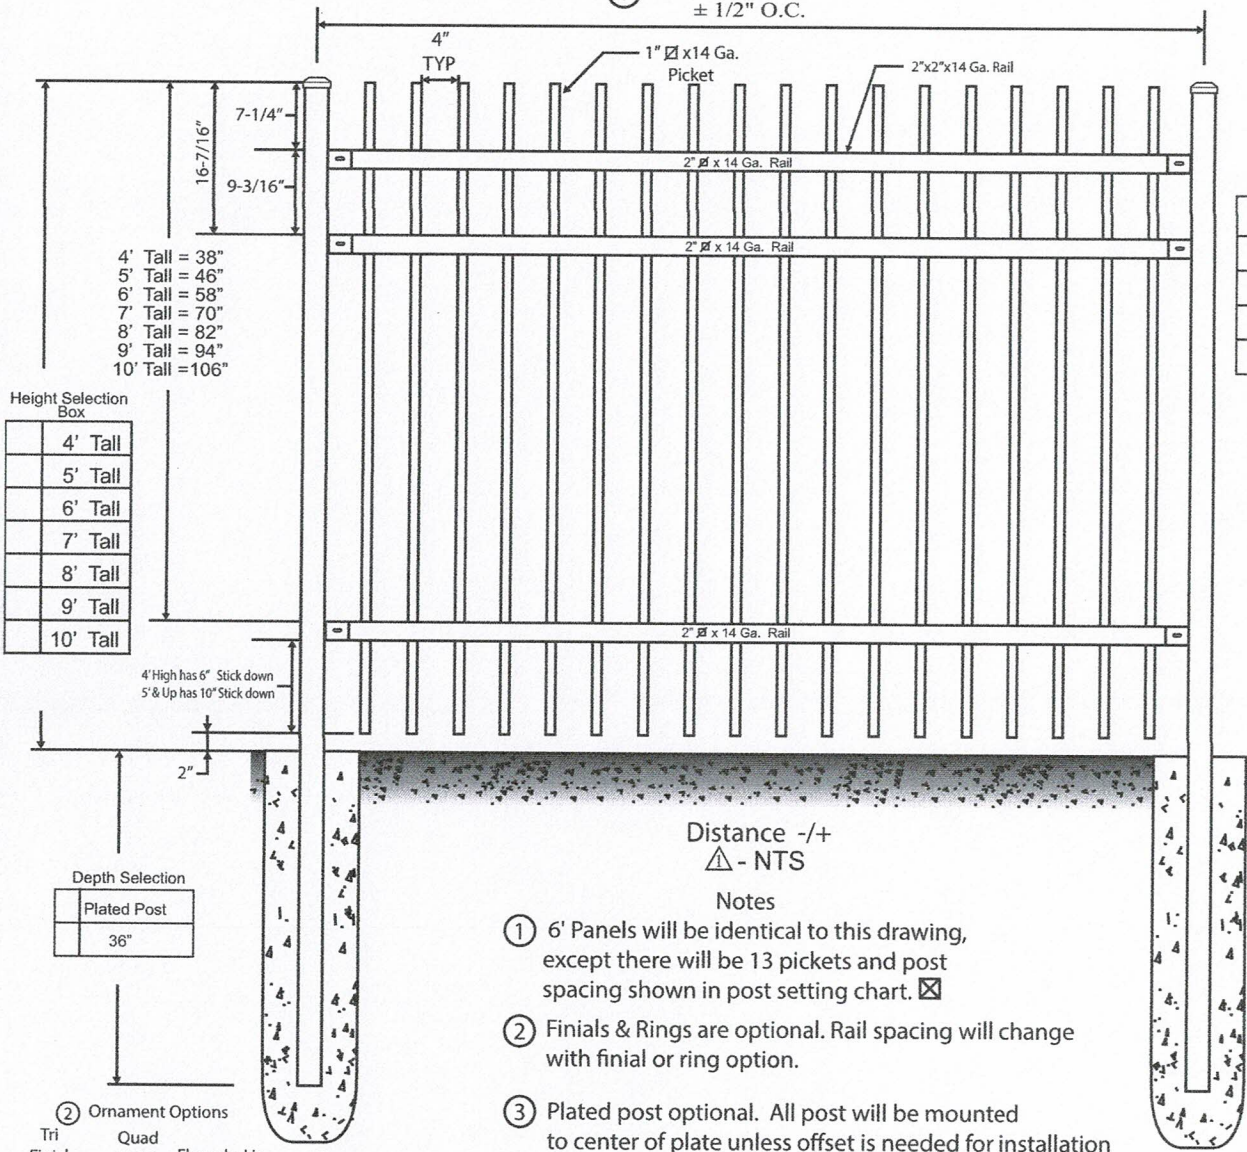 ± 1/2" O.C.
4"
TYP
1" x14 Ga.
Picket
2"x2"x14 Ga. Rail
7-1/4"
16-7/16"
9-3/16"
2" x 14 Ga. Rail
2" x 14 Ga. Rail
4' Tall = 38"
5' Tall = 46"
6' Tall = 58"
7' Tall = 70"
8' Tall = 82"
9' Tall = 94"
10' Tall =106"
Height Selection
Box
4' Tall
5' Tall
6' Tall
7' Tall
8' Tall
9' Tall
10' Tall
2" x 14 Ga. Rail
4' High has 6" Stick down
5' & Up has 10" Stick down
2"
Distance -/+
- NTS
Depth Selection
Plated Post
36"
Notes
1 6' Panels will be identical to this drawing,
except there will be 13 pickets and post
spacing shown in post setting chart.
2 Finials & Rings are optional. Rail spacing will change
with finial or ring option.
3 Plated post optional. All post will be mounted
to center of plate unless offset is needed for installation
2 Ornament Options
Tri
Quad